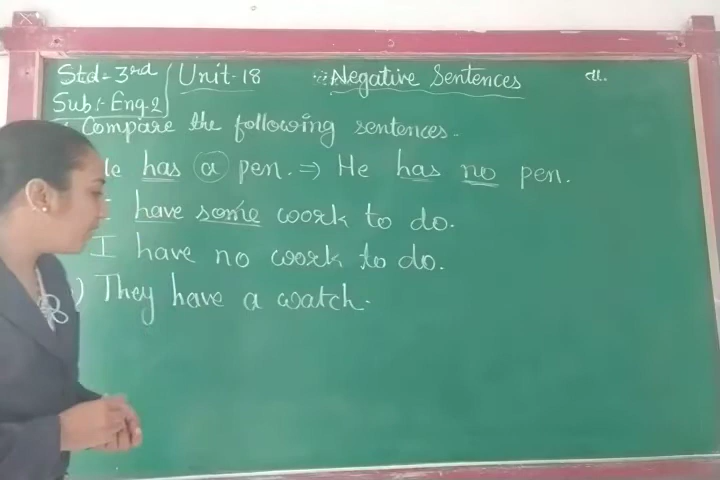 Std - 3rd Unit - 18 Negative Sentences dt.
Sub :- Eng-2
Compare the following sentences.
has a pen. ⇒ He has no pen.
have some work to do.
I have no work to do.
) They have a watch.